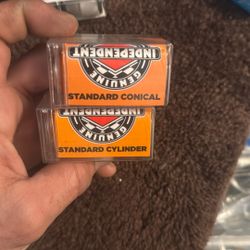 GENUINE
INDEPENDENT
STANDARD CONICAL
INDEPENDENT
GENUINE
STANDARD CYLINDER